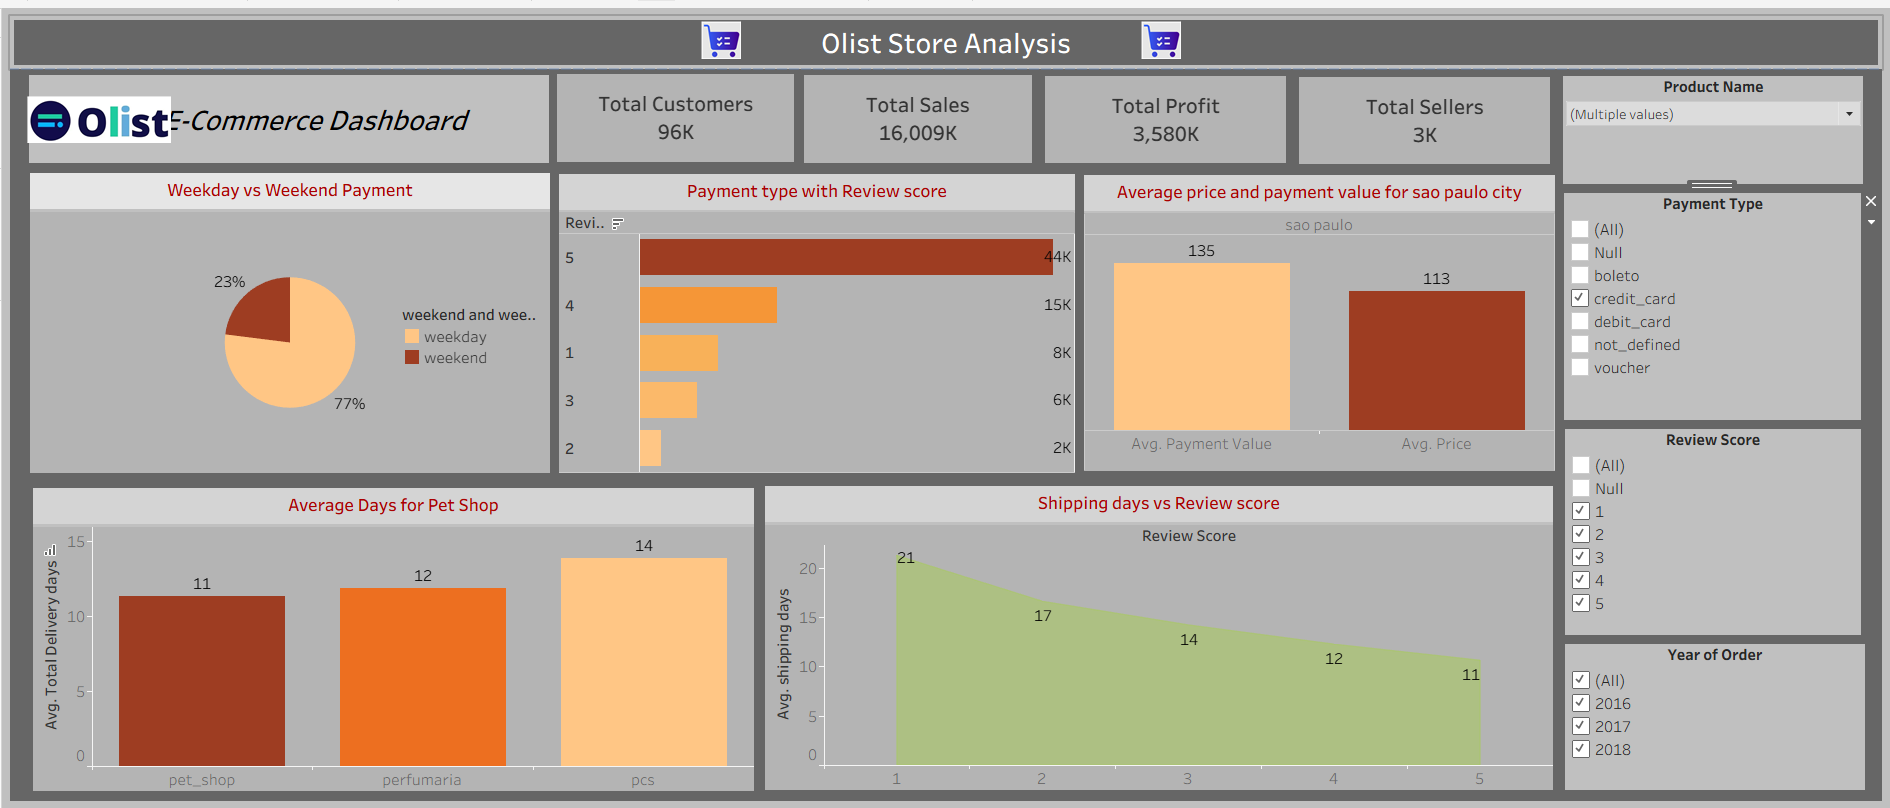 Olist Store Analysis
Olist
E-Commerce Dashboard
Total Customers
96K
Total Sales
16,009K
Total Profit
3,580K
Total Sellers
3K
Product Name
(Multiple values)
Weekday vs Weekend Payment
23%
77%
weekend and wee..
weekday
weekend
Payment type with Review score
Revi..
5
44K
4
15K
1
8K
3
6K
2
2K
Average price and payment value for sao paulo city
sao paulo
135
113
Avg. Payment Value
Avg. Price
Payment Type
(All)
Null
boleto
credit_card
debit_card
not_defined
voucher
Review Score
(All)
Null
1
2
3
4
5
Year of Order
(All)
2016
2017
2018
Average Days for Pet Shop
Avg. Total Delivery days
15
10
5
0
11
12
14
pet_shop
perfumaria
pcs
Shipping days vs Review score
Review Score
Avg. shipping days
20
15
10
5
0
21
17
14
12
11
1
2
3
4
5